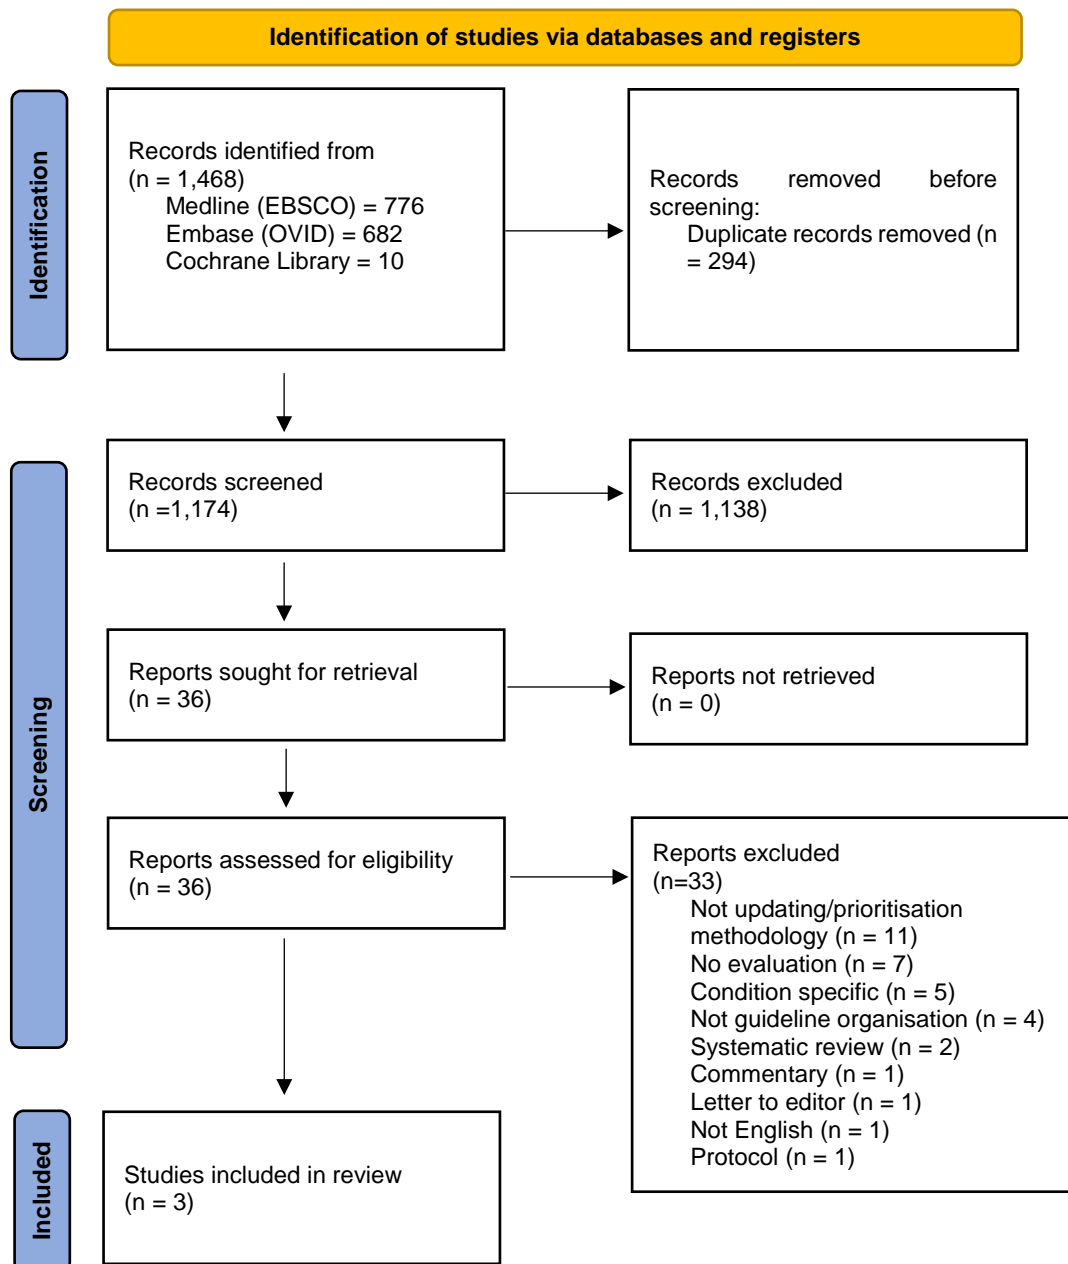 Identification of studies via databases and registers
Identification
Records identified from
(n = 1,468)
Medline (EBSCO) = 776
Embase (OVID) = 682
Cochrane Library = 10
Records removed before
screening:
Duplicate records removed (n
= 294)
Screening
Records screened
(n =1,174)
Records excluded
(n = 1,138)
Reports sought for retrieval
(n = 36)
Reports not retrieved
(n = 0)
Reports assessed for eligibility
(n = 36)
Reports excluded
(n=33)
Not updating/prioritisation
methodology (n = 11)
No evaluation (n = 7)
Condition specific (n = 5)
Not guideline organisation (n = 4)
Systematic review (n = 2)
Commentary (n = 1)
Letter to editor (n = 1)
Not English (n = 1)
Protocol (n = 1)
Included
Studies included in review
(n = 3)